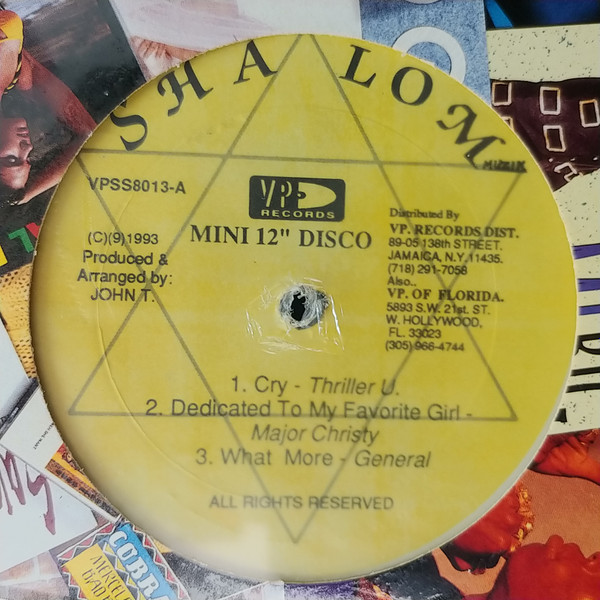 SHALOM
MUZIK
VPSS8013-A
VP
RECORDS
MINI 12" DISCO
(C)(9)1993
Produced &
Arranged by:
JOHN T.
Distributed By
VP. RECORDS DIST.
89-05 138th STREET.
JAMAICA, N.Y.11435.
(718) 291-7058
Also..
VP. OF FLORIDA.
5893 S.W. 21st. ST.
W. HOLLYWOOD,
FL. 33023
(305) 966-4744
1. Cry - Thriller U.
2. Dedicated To My Favorite Girl -
Major Christy
3. What More - General
ALL RIGHTS RESERVED
COBRA